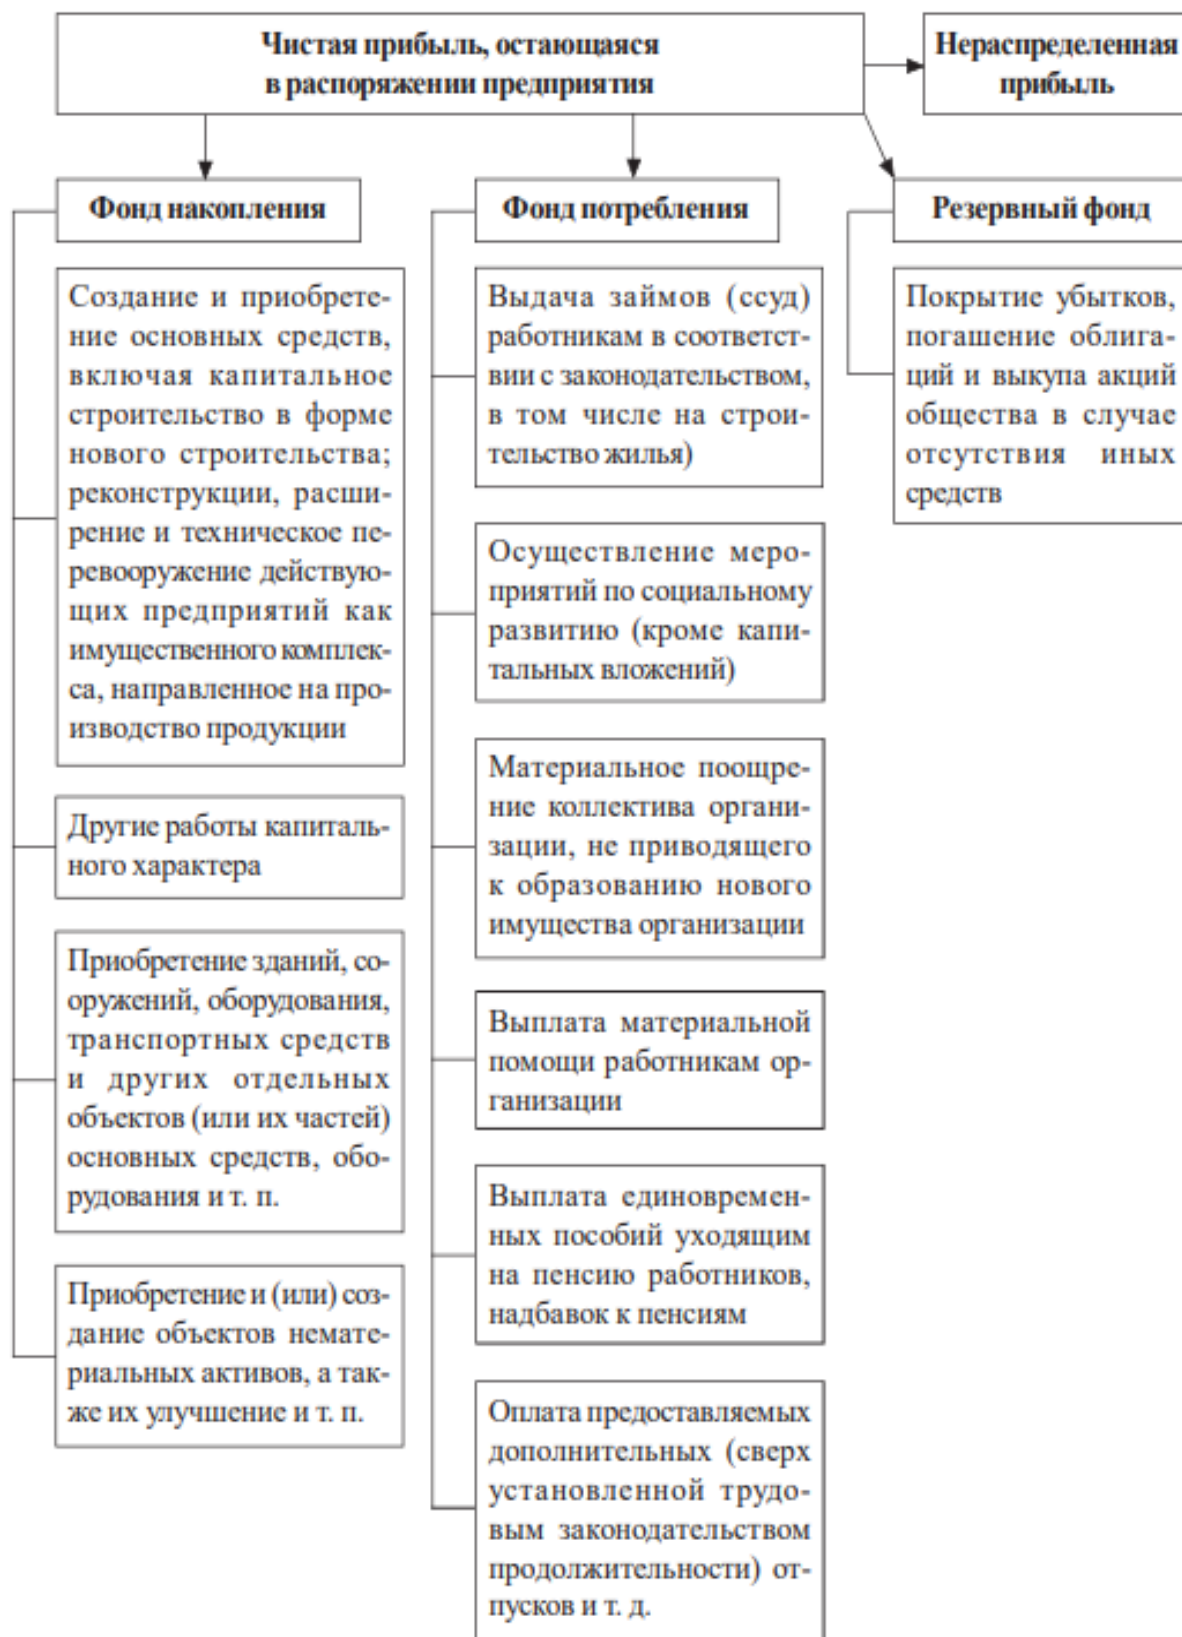 Чистая прибыль, остающаяся
в распоряжении предприятия
Нераспределенная
прибыль
Фонд накопления
Создание и приобрете-
ние основных средств,
включая капитальное
строительство в форме
нового строительства;
реконструкции, расши-
рение и техническое пе-
ревооружение действую-
щих предприятий как
имущественного комплек-
са, направленное на про-
изводство продукции
Другие работы капиталь-
ного характера
Приобретение зданий, со-
оружений, оборудования,
транспортных средств
и других отдельных
объектов (или их частей)
основных средств, обо-
рудования и т. п.
Приобретение и (или) соз-
дание объектов немате-
риальных активов, а так-
же их улучшение и т. п.
Фонд потребления
Выдача займов (ссуд)
работникам в соответст-
вии с законодательством,
в том числе на строи-
тельство жилья)
Осуществление меро-
приятий по социальному
развитию (кроме капи-
тальных вложений)
Материальное поощре-
ние коллектива органи-
зации, не приводящего
к образованию нового
имущества организации
Выплата материальной
помощи работникам ор-
ганизации
Выплата единовремен-
ных пособий уходящим
на пенсию работников,
надбавок к пенсиям
Оплата предоставляемых
дополнительных (сверх
установленной трудо-
вым законодательством
продолжительности) от-
пусков и т. д.
Резервный фонд
Покрытие убытков,
погашение облига-
ций и выкупа акций
общества в случае
отсутствия иных
средств